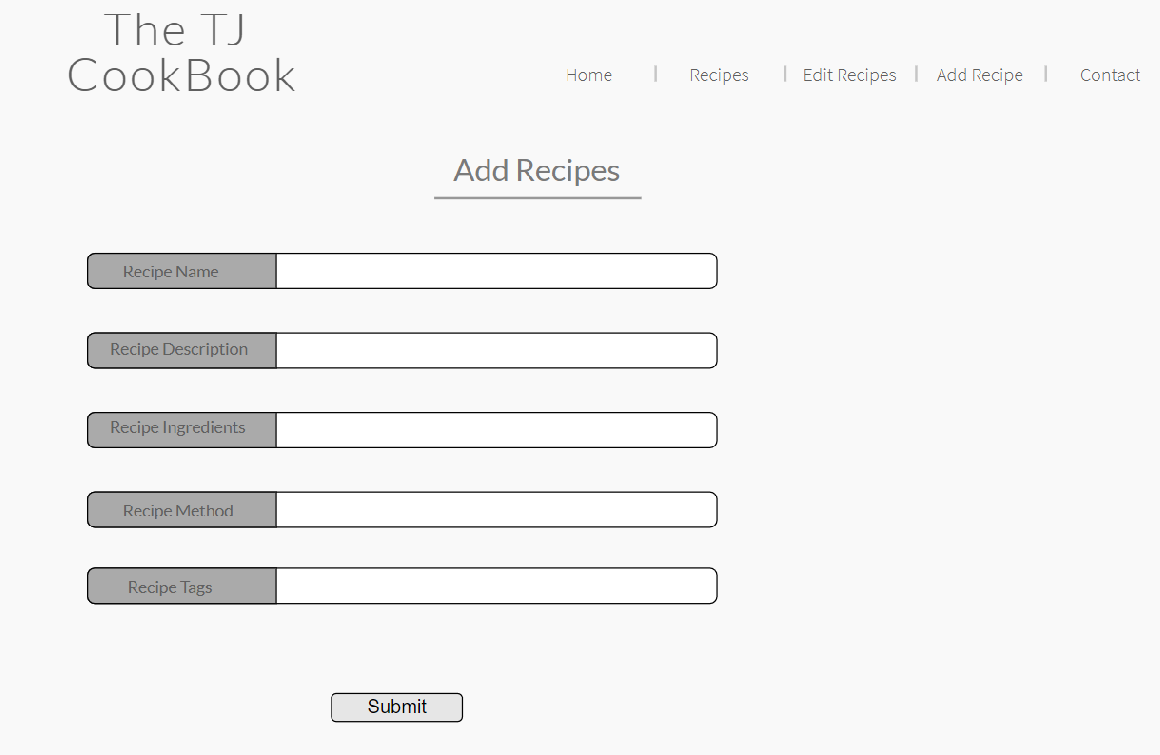 The TJ
CookBook
Home | Recipes | Edit Recipes | Add Recipe | Contact
Add Recipes
Recipe Name
Recipe Description
Recipe Ingredients
Recipe Method
Recipe Tags
Submit